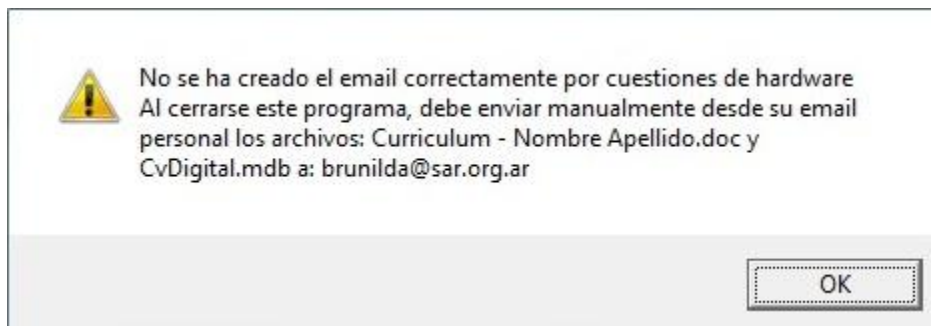 No se ha creado el email correctamente por cuestiones de hardware
Al cerrarse este programa, debe enviar manualmente desde su email
personal los archivos: Curriculum - Nombre Apellido.doc y
CvDigital.mdb a: brunilda@sar.org.ar
OK